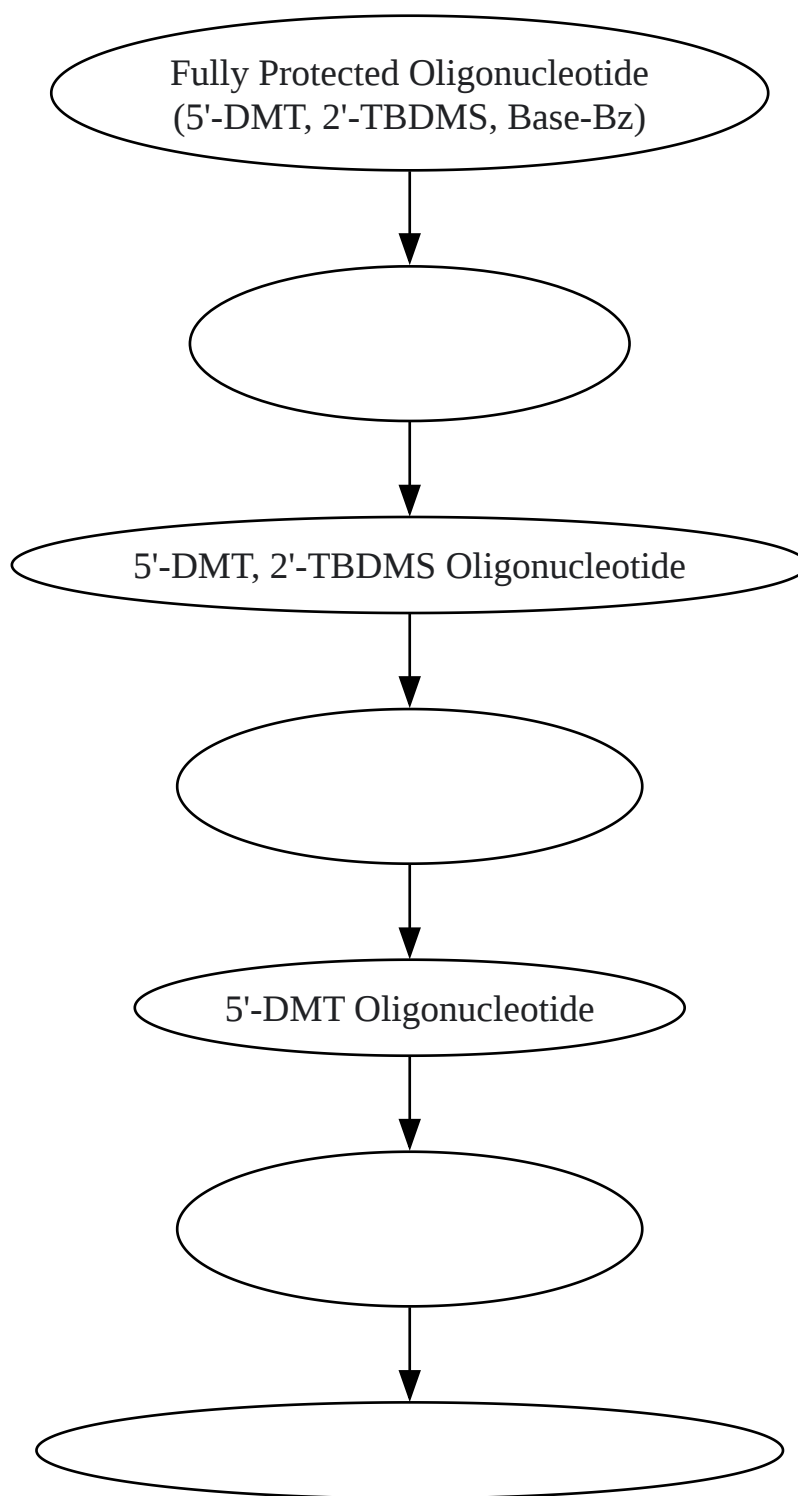 Fully Protected Oligonucleotide
(5'-DMT, 2'-TBDMS, Base-Bz)
5'-DMT, 2'-TBDMS Oligonucleotide
5'-DMT Oligonucleotide